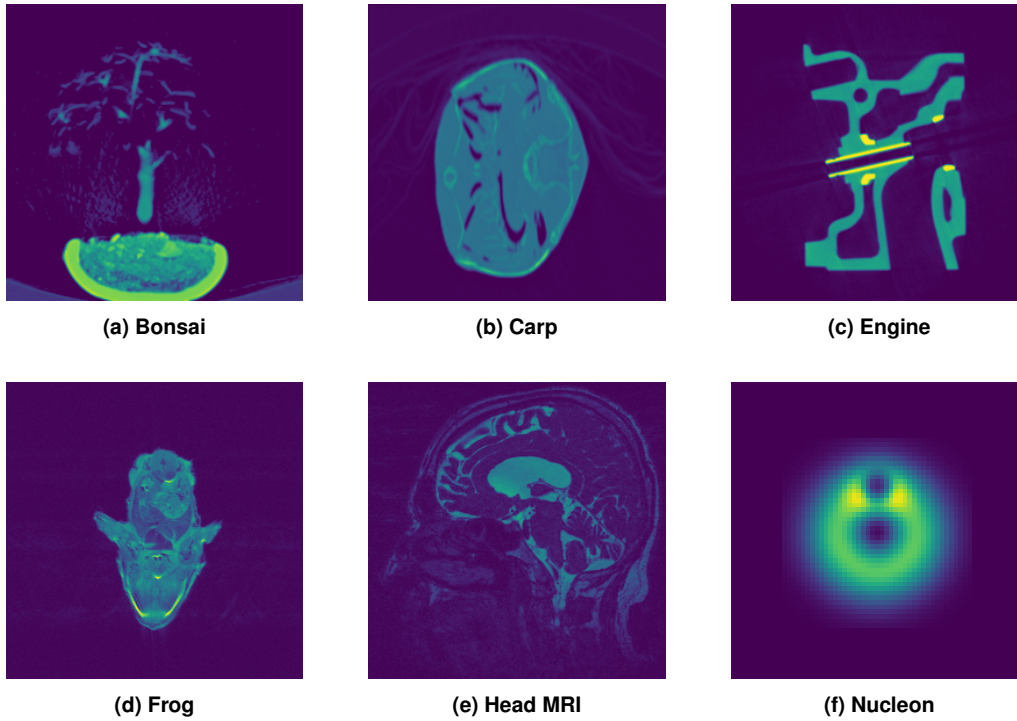 (a) Bonsai
(b) Carp
(c) Engine
(d) Frog
(e) Head MRI
(f) Nucleon